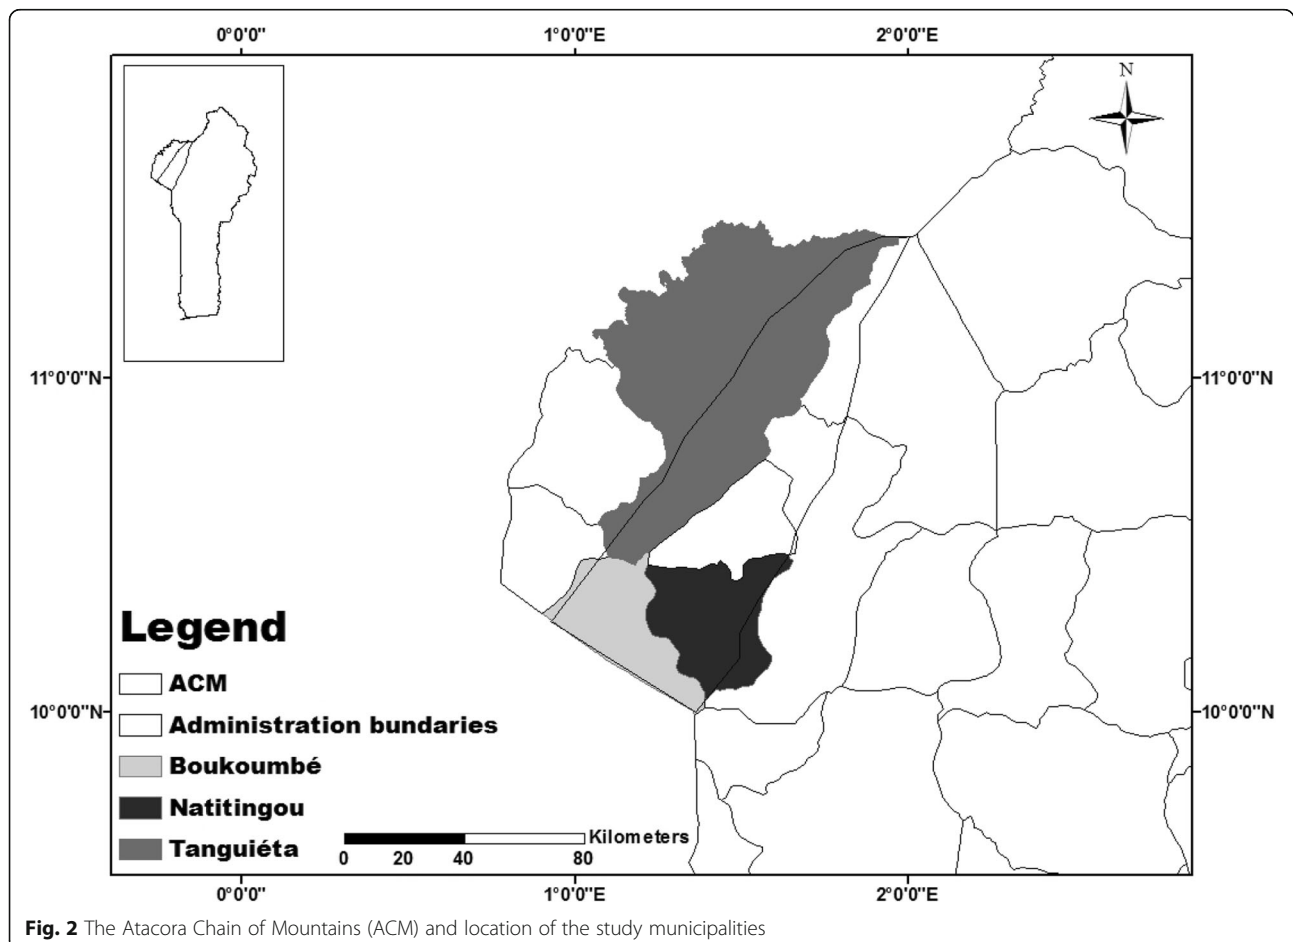 0°0'0" 1°0'0"E 2°0'0"E
N
11°0'0"N 11°0'0"N
Legend
ACM
Administration bundaries
10°0'0"N 10°0'0"N
Boukoumbé
Natitingou
Kilometers
Tanguiéta
0 20 40 80
0°0'0" 1°0'0"E 2°0'0"E
Fig. 2 The Atacora Chain of Mountains (ACM) and location of the study municipalities